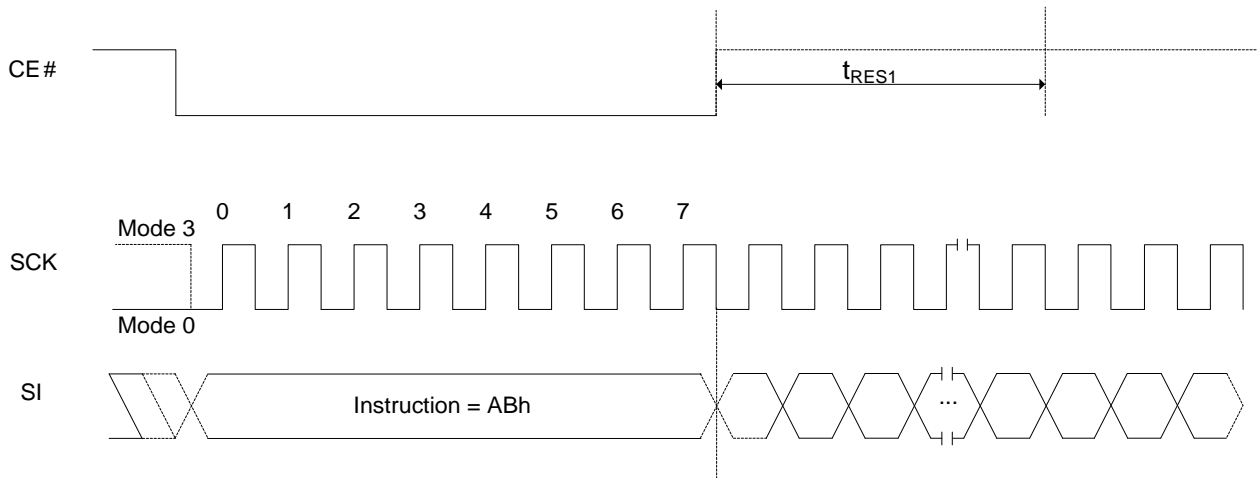 CE#
tRES1
0 1 2 3 4 5 6 7
Mode 3
SCK
Mode 0
SI
Instruction = ABh
...